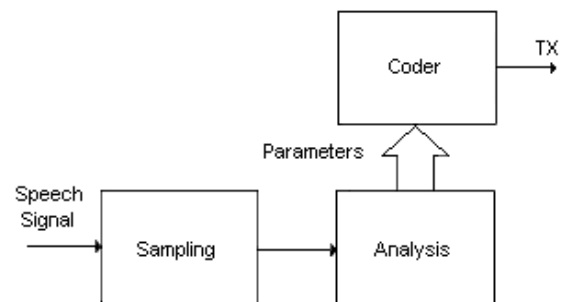 Coder
TX
Parameters
Speech
Signal
Sampling
Analysis